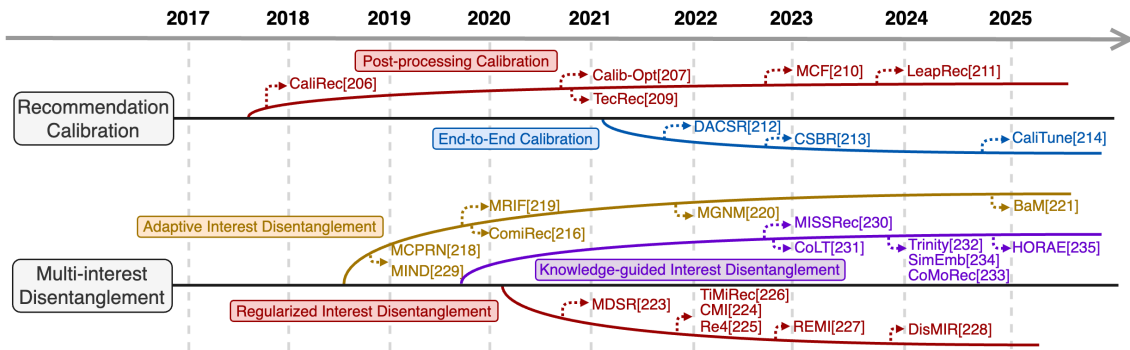 2017 2018 2019 2020 2021 2022 2023 2024 2025
Post-processing Calibration
CaliRec[206]
Calib-Opt[207]
TecRec[209]
MCF[210]
LeapRec[211]
Recommendation
Calibration
End-to-End Calibration
DACSR[212]
CSBR[213]
CaliTune[214]
Adaptive Interest Disentanglement
MRIF[219]
ComiRec[216]
MCPRN[218]
MIND[229]
MGNM[220]
BaM[221]
MISSRec[230]
CoLT[231]
Trinity[232]
SimEmb[234]
CoMoRec[233]
HORAE[235]
Knowledge-guided Interest Disentanglement
Multi-interest
Disentanglement
Regularized Interest Disentanglement
MDSR[223]
TiMiRec[226]
CMI[224]
Re4[225]
REMI[227]
DisMIR[228]